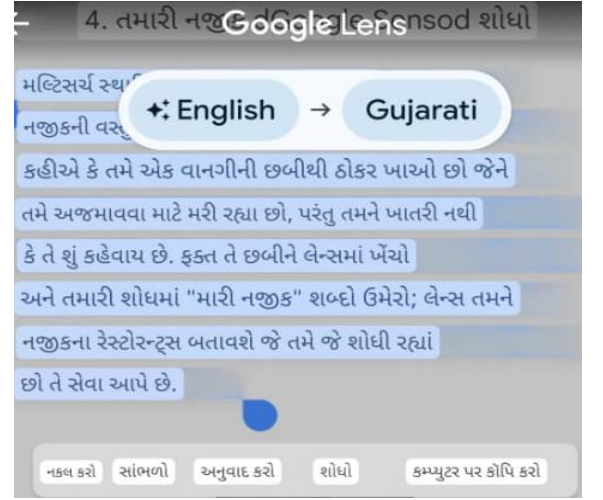 4. તમારી નજીક dGoogle Sensod શોધો
Google Lens
મલ્ટિસર્ચ
English → Gujarati
નજીકની
કહીએ કે તમે એક વાનગીની છબીથી ઠોકર ખાઓ છો જેને
તમે અજમાવવા માટે મરી રહ્યા છો, પરંતુ તમને ખાતરી નથી
કે તે શું કહેવાય છે. ફક્ત તે છબીને લેન્સમાં ખેંચો
અને તમારી શોધમાં "મારી નજીક" શબ્દો ઉમેરો; લેન્સ તમને
નજીકના રેસ્ટોરન્ટ્સ બતાવશે જે તમે જે શોધી રહ્યાં
છો તે સેવા આપે છે.
નકલ કરો સાંભળો અનુવાદ કરો શોધો કમ્પ્યુટર પર કૉપિ કરો